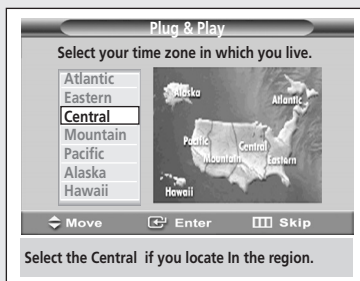 Plug & Play
Select your time zone in which you live.
Atlantic
Eastern
Central
Mountain
Pacific
Alaska
Hawaii
Alaska
Atlantic
Pacific
Central
Mountain
Eastern
Hawaii
Move Enter Skip
Select the Central if you locate In the region.